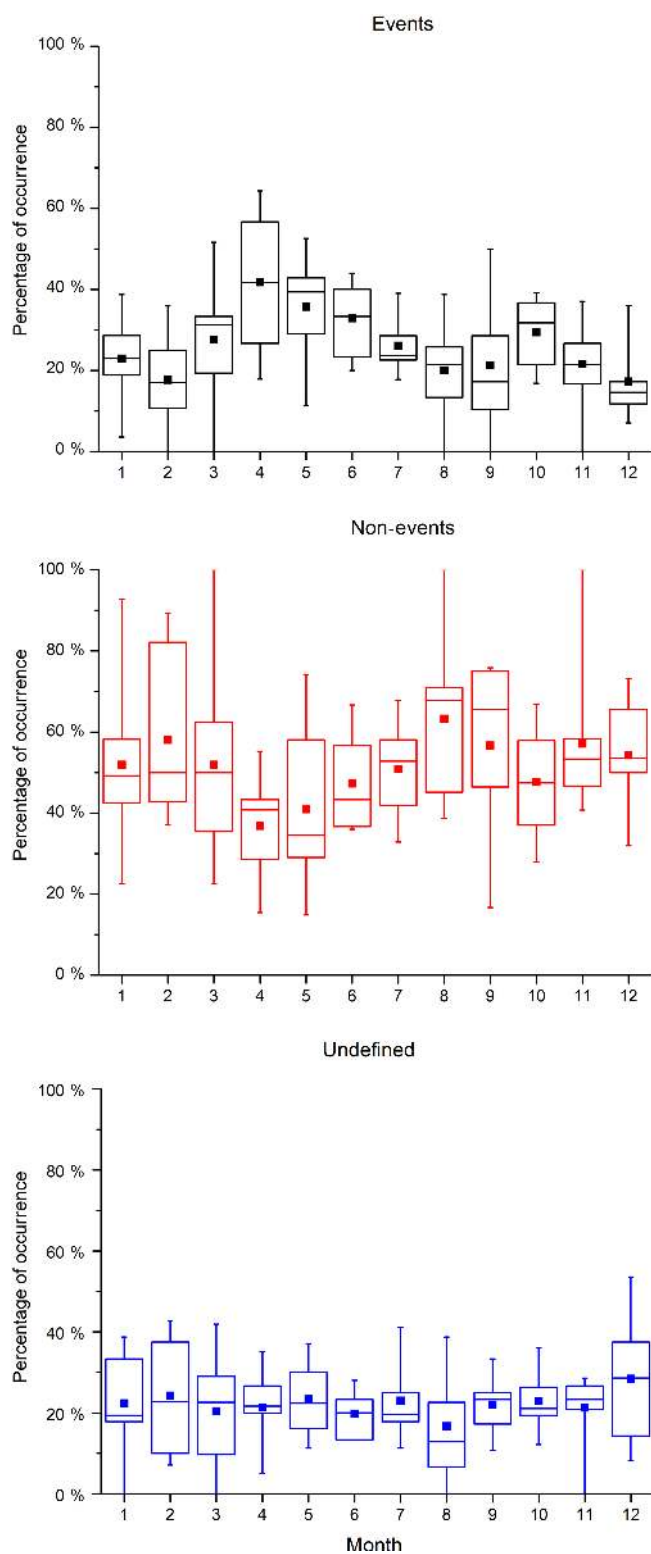 Events
Percentage of occurrence
100 %
80 %
60 %
40 %
20 %
0 %
1 2 3 4 5 6 7 8 9 10 11 12
Non-events
Percentage of occurrence
100 %
80 %
60 %
40 %
20 %
0 %
1 2 3 4 5 6 7 8 9 10 11 12
Undefined
Percentage of occurrence
100 %
80 %
60 %
40 %
20 %
0 %
1 2 3 4 5 6 7 8 9 10 11 12
Month